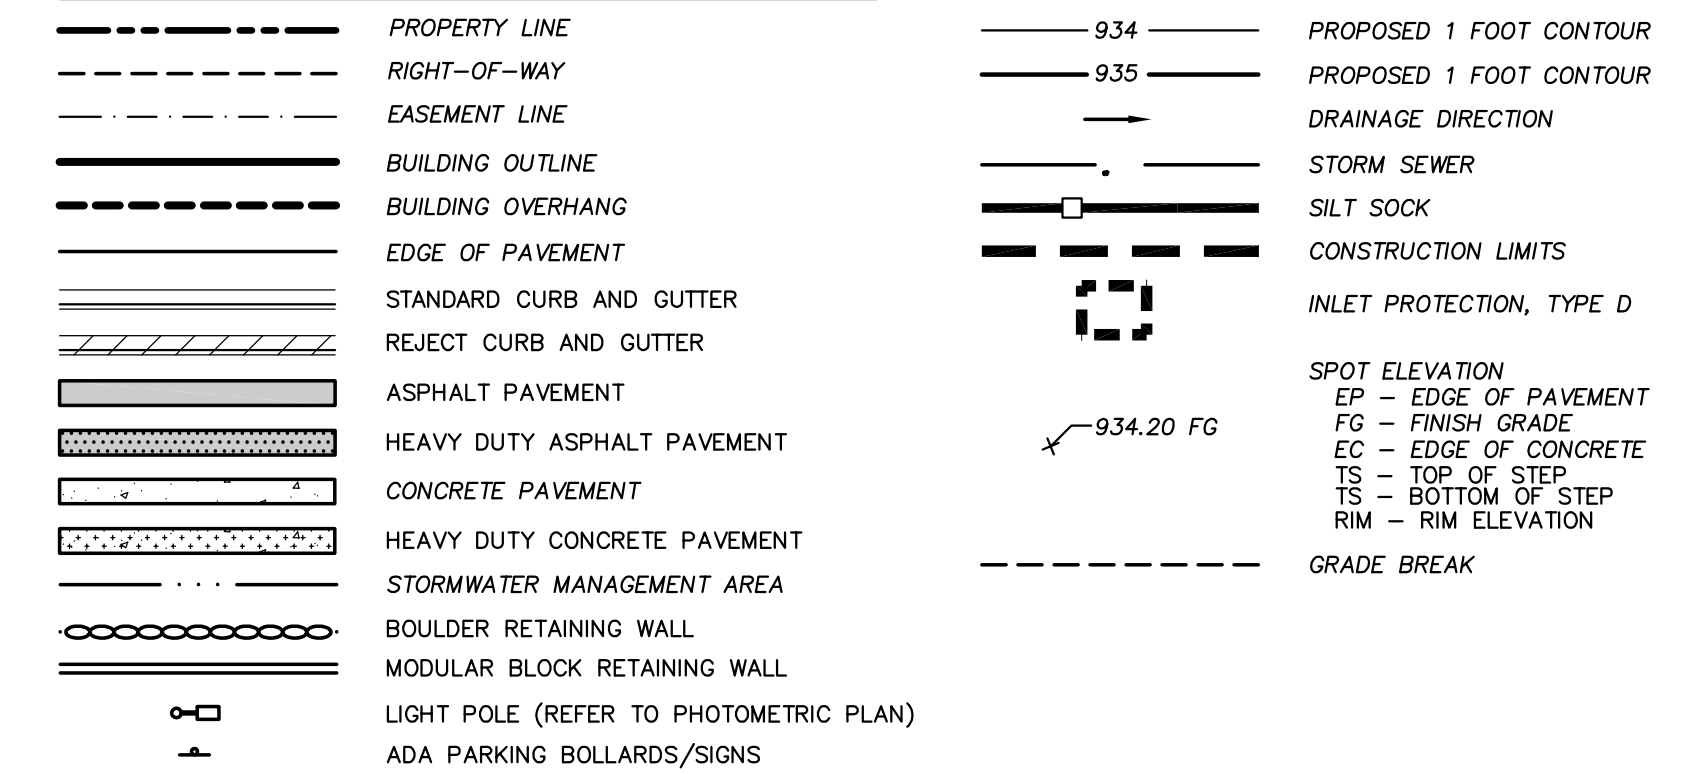 PROPERTY LINE
RIGHT-OF-WAY
EASEMENT LINE
BUILDING OUTLINE
BUILDING OVERHANG
EDGE OF PAVEMENT
STANDARD CURB AND GUTTER
REJECT CURB AND GUTTER
ASPHALT PAVEMENT
HEAVY DUTY ASPHALT PAVEMENT
CONCRETE PAVEMENT
HEAVY DUTY CONCRETE PAVEMENT
STORMWATER MANAGEMENT AREA
BOULDER RETAINING WALL
MODULAR BLOCK RETAINING WALL
LIGHT POLE (REFER TO PHOTOMETRIC PLAN)
ADA PARKING BOLLARDS/SIGNS
934 PROPOSED 1 FOOT CONTOUR
935 PROPOSED 1 FOOT CONTOUR
DRAINAGE DIRECTION
STORM SEWER
SILT SOCK
CONSTRUCTION LIMITS
INLET PROTECTION, TYPE D
SPOT ELEVATION
EP - EDGE OF PAVEMENT
934.20 FG FG - FINISH GRADE
EC - EDGE OF CONCRETE
TS - TOP OF STEP
TS - BOTTOM OF STEP
RIM - RIM ELEVATION
GRADE BREAK